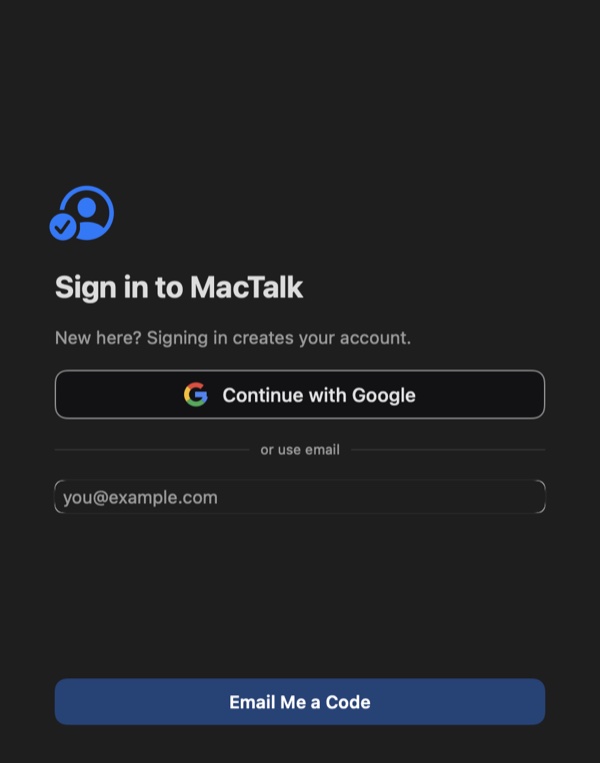 Sign in to MacTalk
New here? Signing in creates your account.
Continue with Google
or use email
you@example.com
Email Me a Code